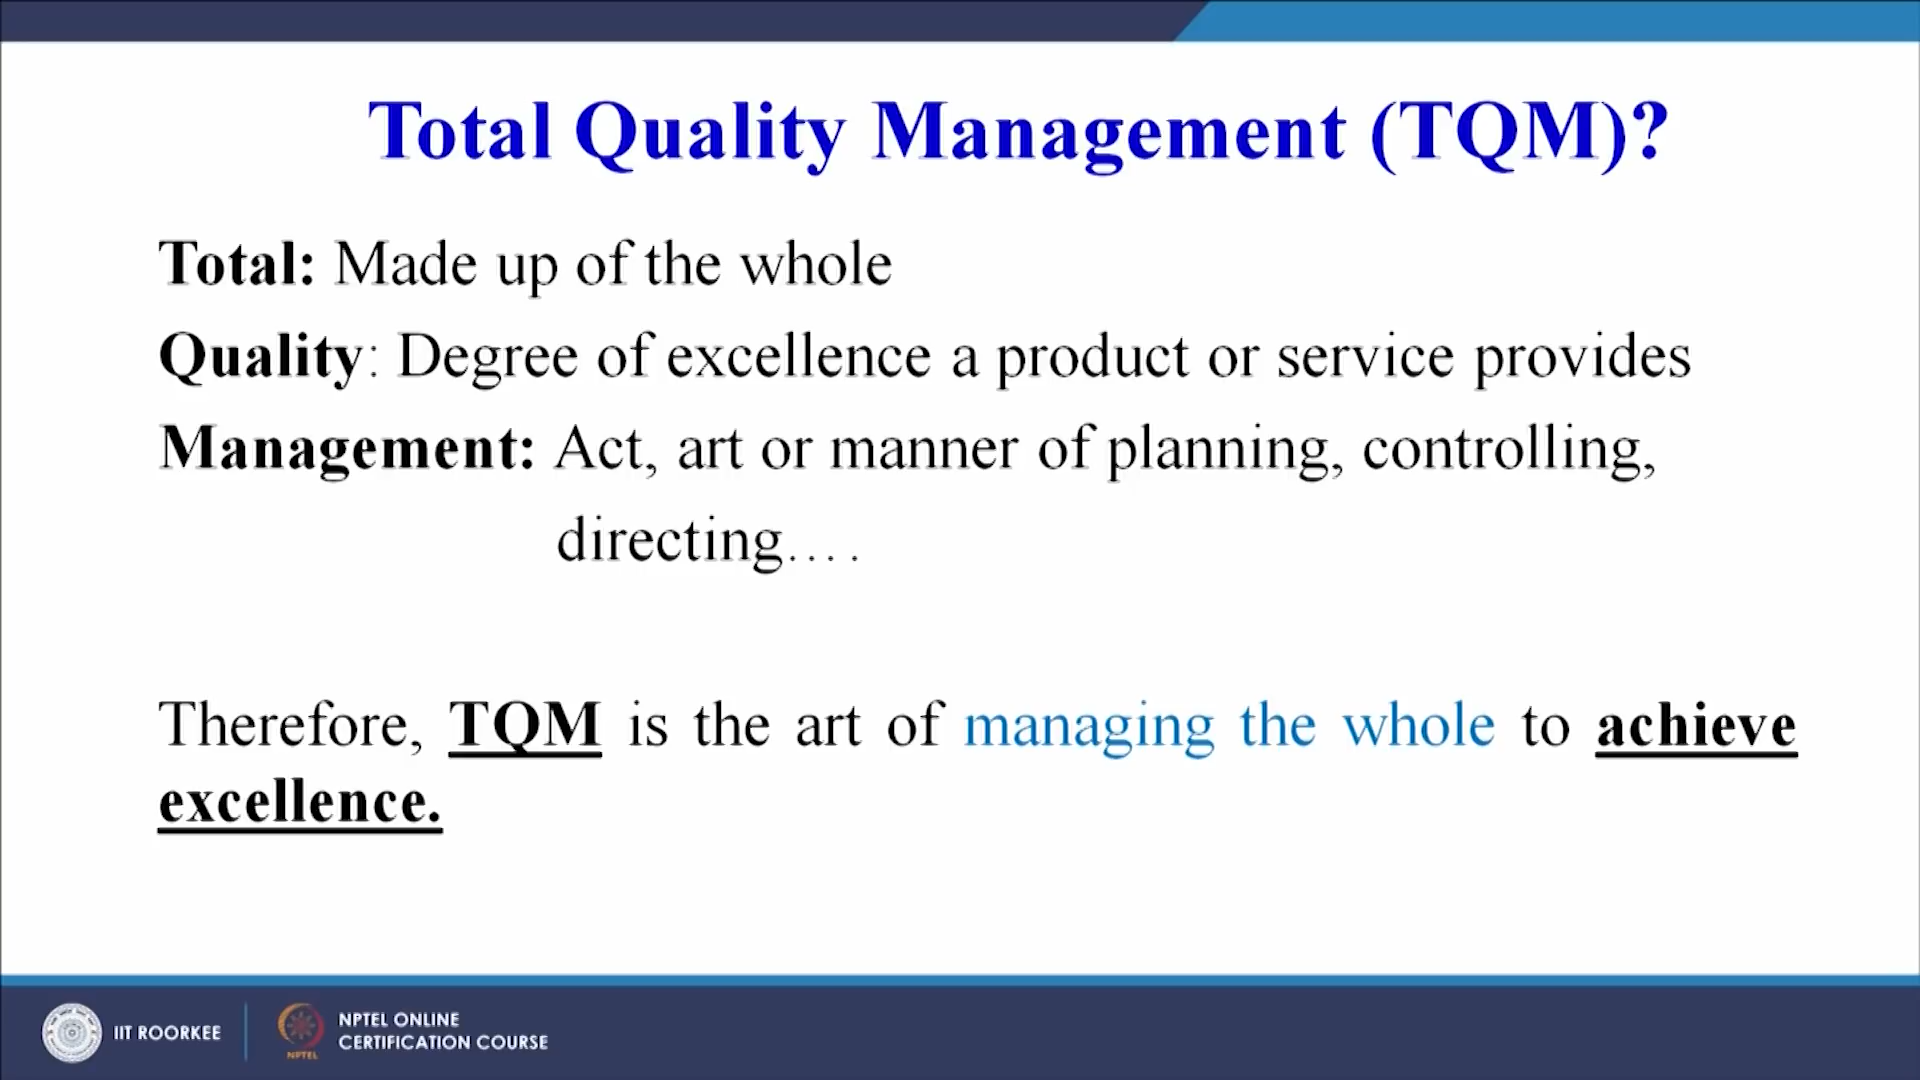 Total Quality Management (TQM)?
Total: Made up of the whole
Quality: Degree of excellence a product or service provides
Management: Act, art or manner of planning, controlling,
directing....
Therefore, TQM is the art of managing the whole to achieve
excellence.
IIT ROORKEE
NPTEL
NPTEL ONLINE
CERTIFICATION COURSE